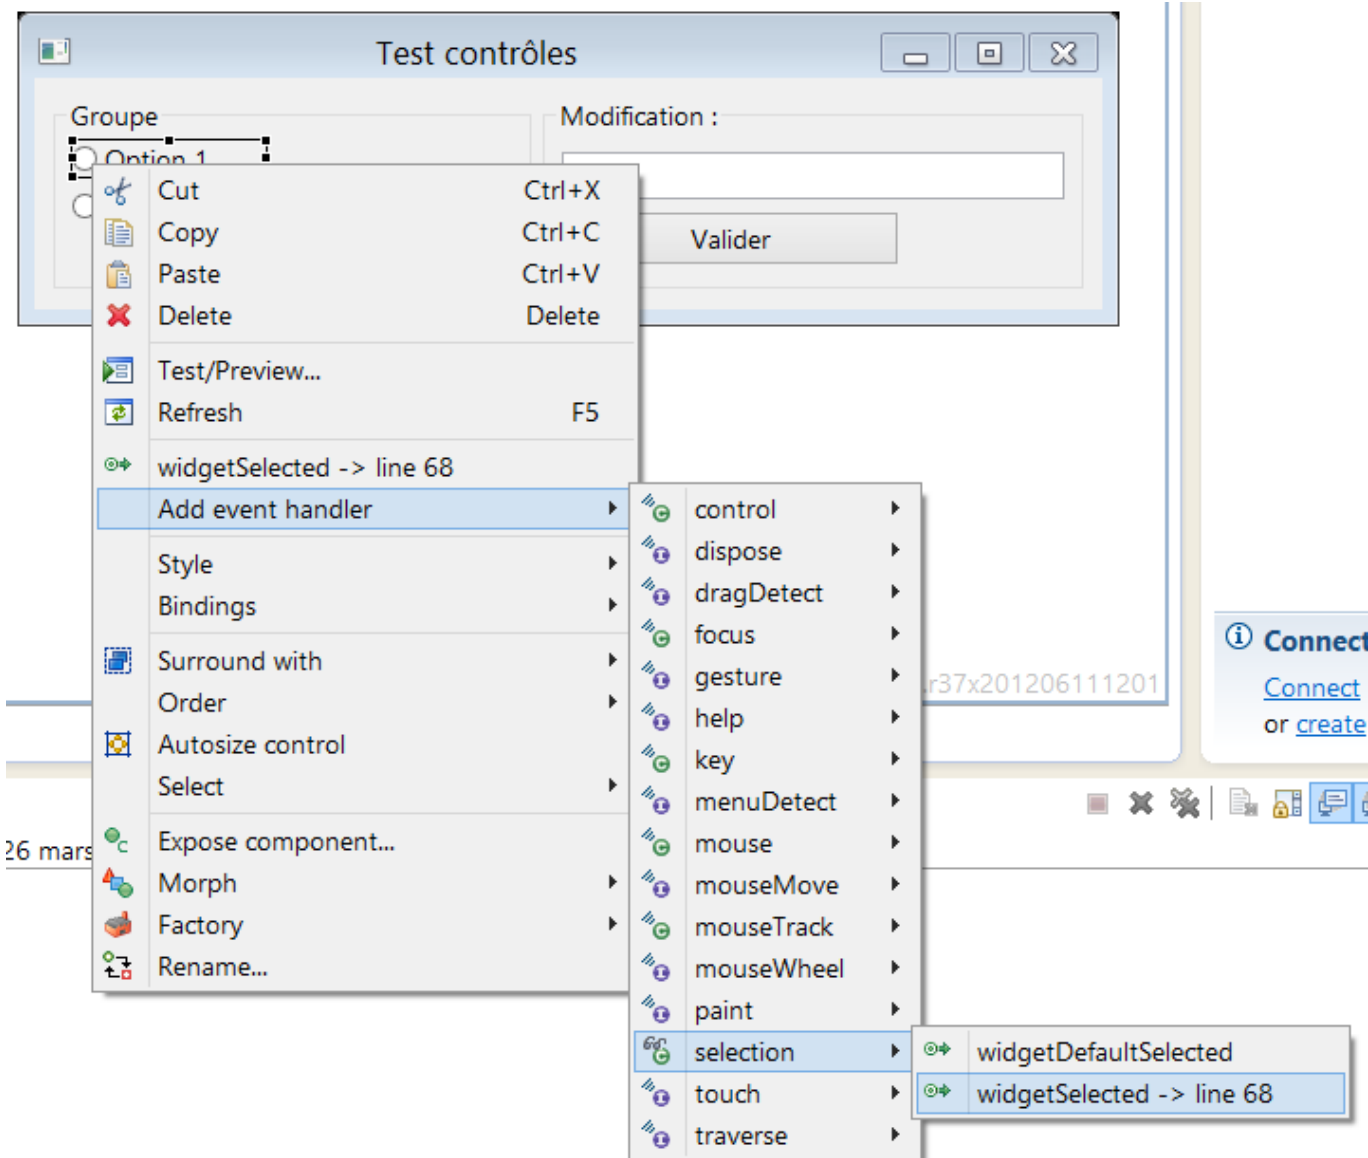 Test contrôles
Groupe
Modification :
Option 1
Valider
Cut Ctrl+X
Copy Ctrl+C
Paste Ctrl+V
Delete Delete
Test/Preview...
Refresh F5
widgetSelected -> line 68
Add event handler
Style
Bindings
Surround with
Order
Autosize control
Select
Expose component...
Morph
Factory
Rename...
control
dispose
dragDetect
focus
gesture
help
key
menuDetect
mouse
mouseMove
mouseTrack
mouseWheel
paint
selection
touch
traverse
widgetDefaultSelected
widgetSelected -> line 68
.r37x201206111201
Connect
Connect
or create
26 mars